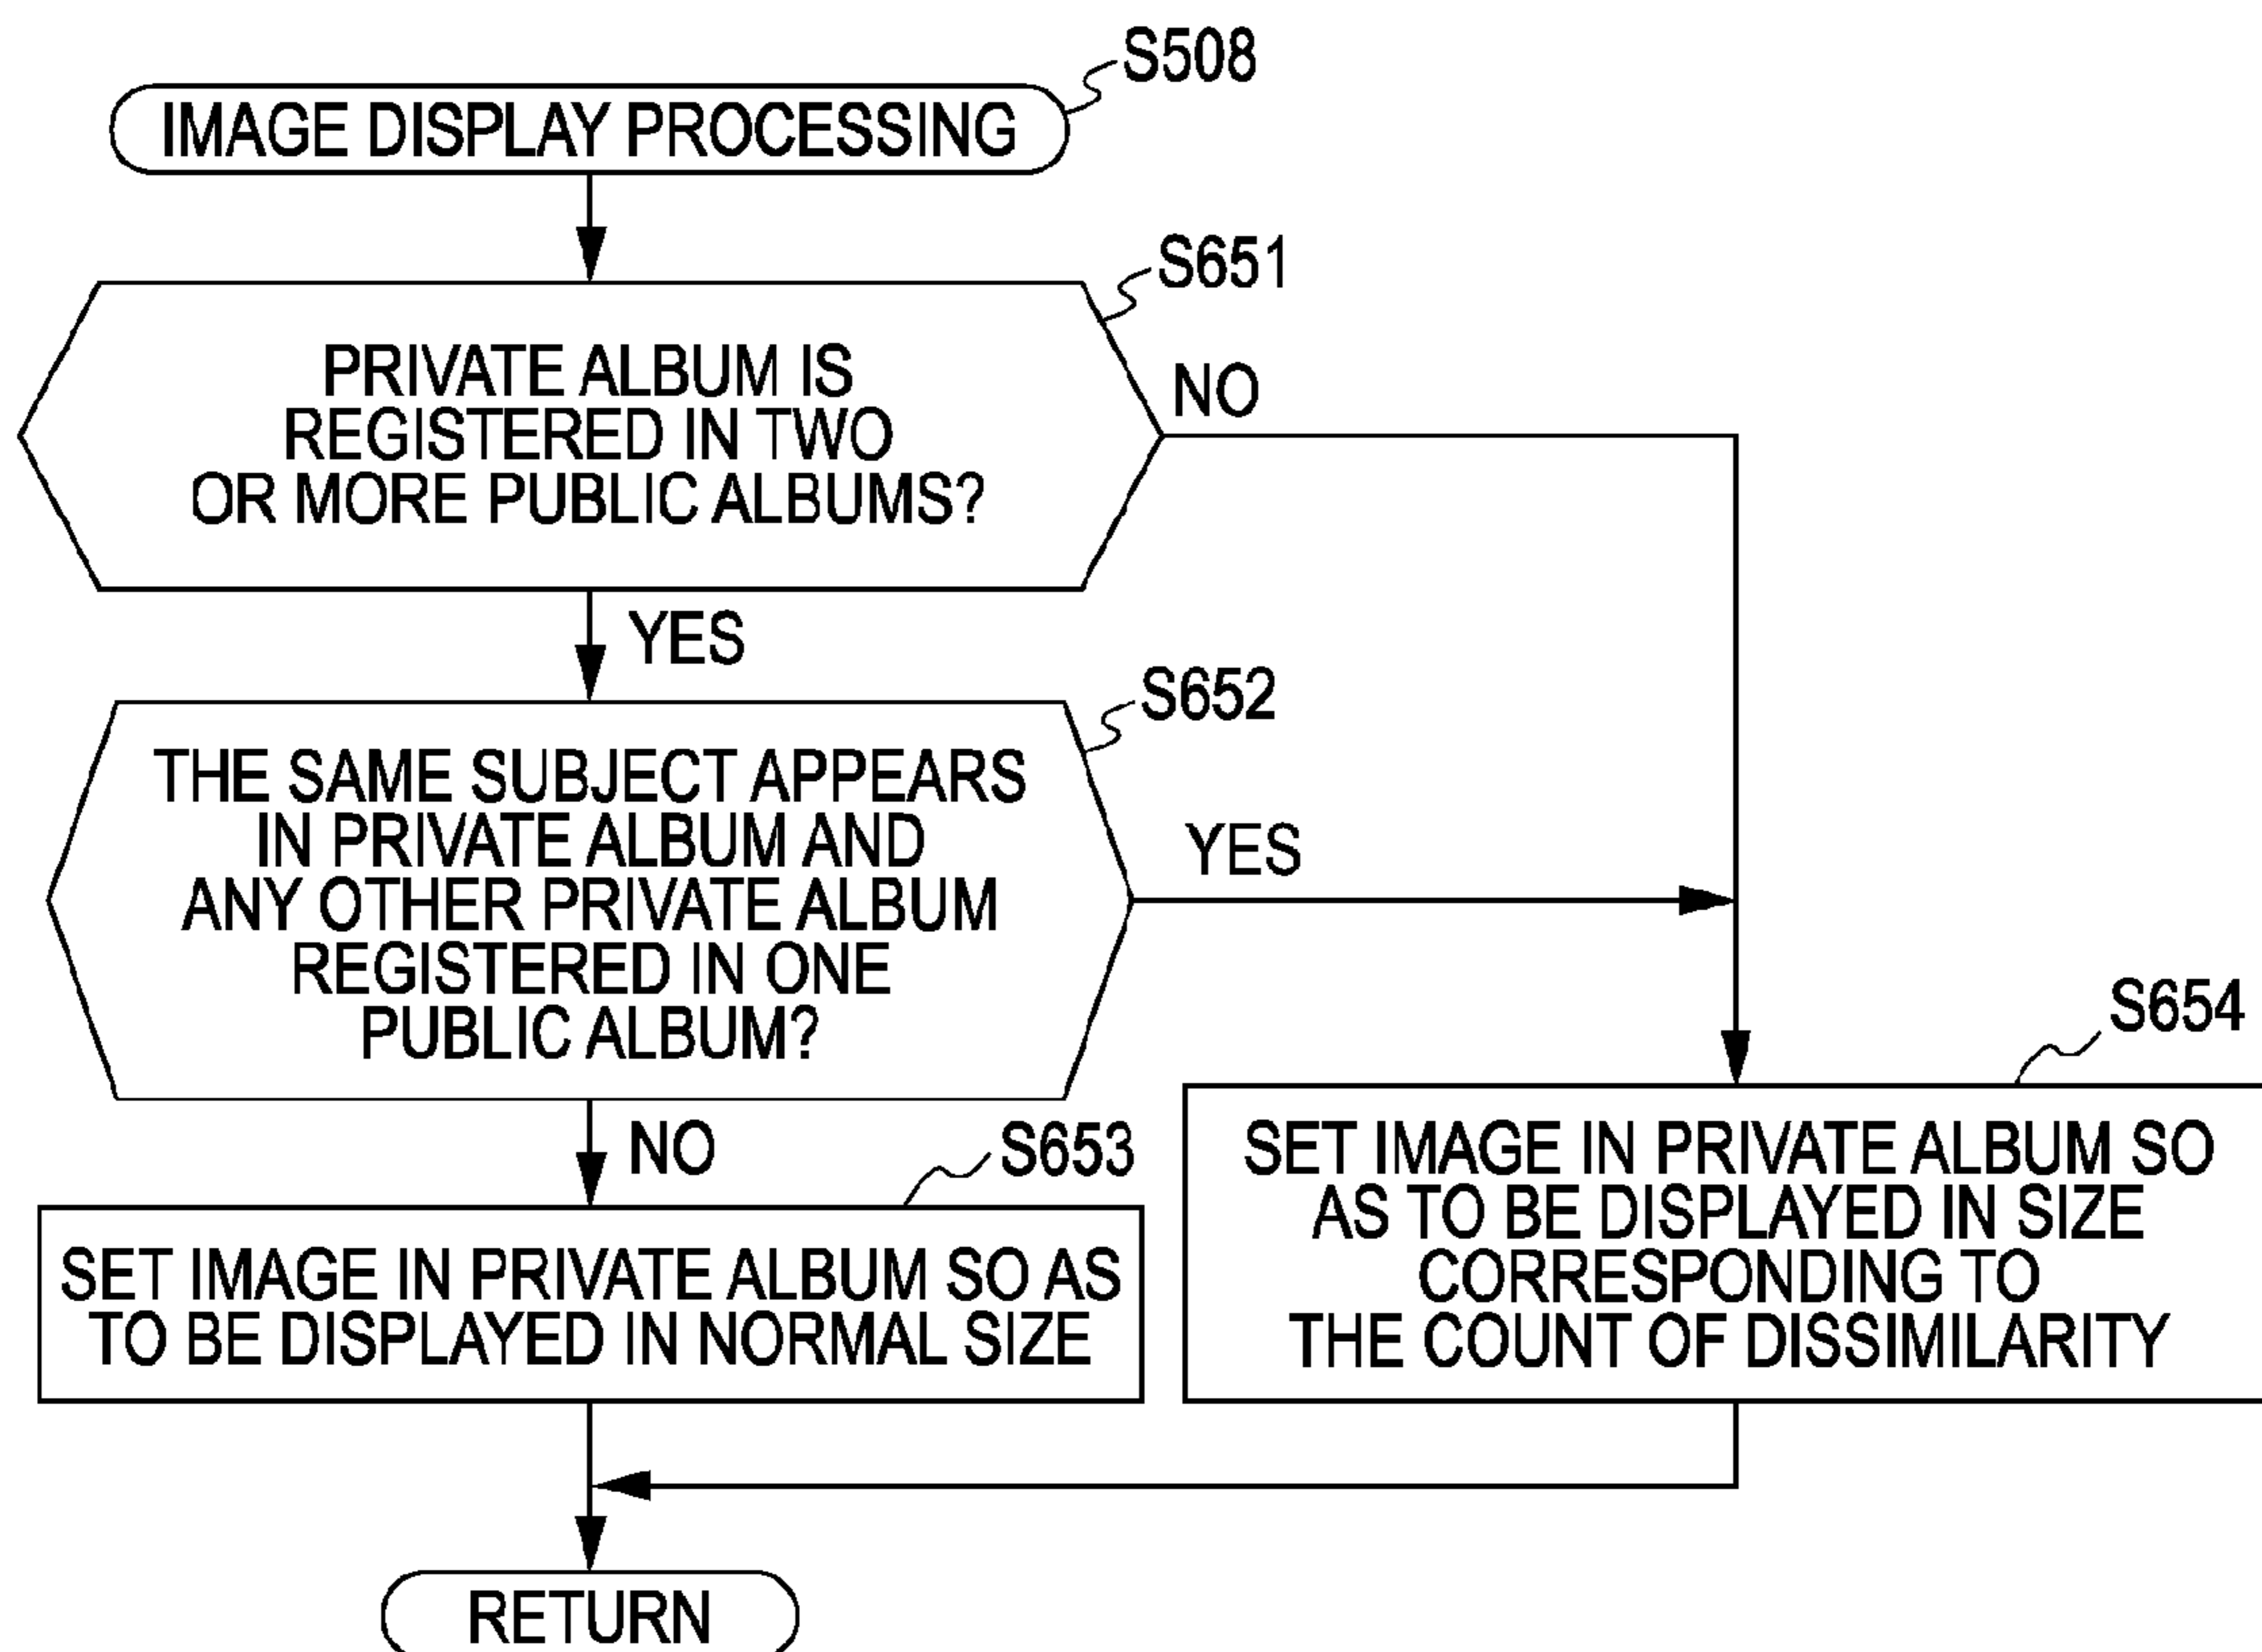 S508
IMAGE DISPLAY PROCESSING
S651
PRIVATE ALBUM IS
REGISTERED IN TWO
OR MORE PUBLIC ALBUMS?
NO
YES
S652
THE SAME SUBJECT APPEARS
IN PRIVATE ALBUM AND
ANY OTHER PRIVATE ALBUM
REGISTERED IN ONE
PUBLIC ALBUM?
YES
NO
S653
SET IMAGE IN PRIVATE ALBUM SO AS
TO BE DISPLAYED IN NORMAL SIZE
S654
SET IMAGE IN PRIVATE ALBUM SO
AS TO BE DISPLAYED IN SIZE
CORRESPONDING TO
THE COUNT OF DISSIMILARITY
RETURN